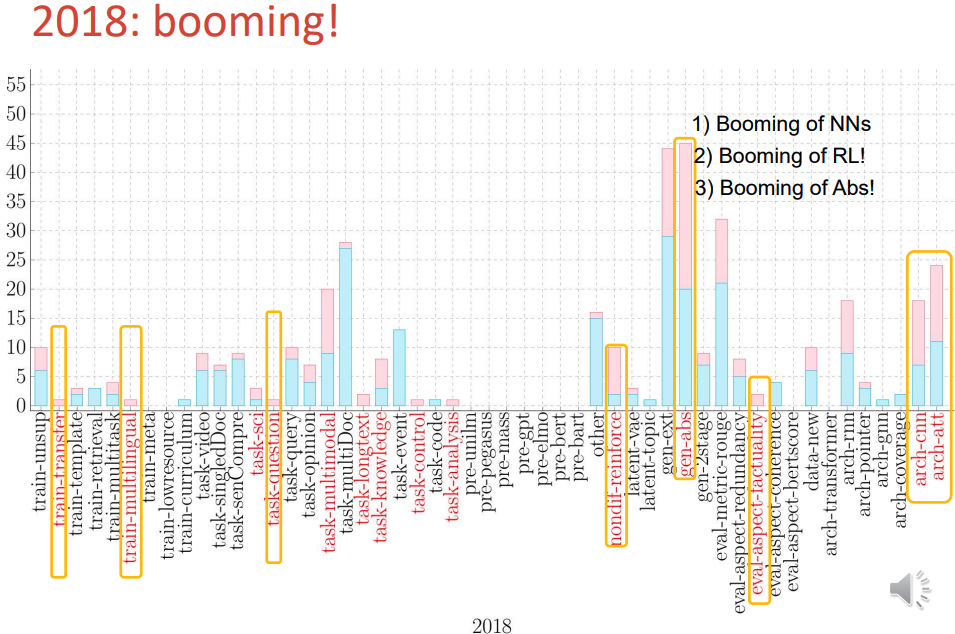 2018: booming!
55
50
45
40
35
30
25
20
15
10
5
0
1) Booming of NNs
2) Booming of RL!
3) Booming of Abs!
train-unsup
train-transfer
train-template
train-retrieval
train-multitask
train-multilingual
train-meta
train-lowresource
train-curriculum
task-video
task-singledDoc
task-senCompre
task-sci
task-question
task-query
task-opinion
task-multimodal
task-multiDoc
task-longtext
task-knowledge
task-event
task-control
task-code
task-analysis
pre-unilm
pre-pegasus
pre-mass
pre-gpt
pre-elmo
pre-bert
pre-bart
other
nondif-reinforce
latent-vae
latent-topic
gen-ext
gen-abs
gen-2stage
eval-metric-rouge
eval-aspect-redundancy
eval-aspect-factuality
eval-aspect-coherence
eval-aspect-bertscore
data-new
arch-transformer
arch-rnn
arch-pointer
arch-gnn
arch-coverage
arch-cnn
arch-att
2018